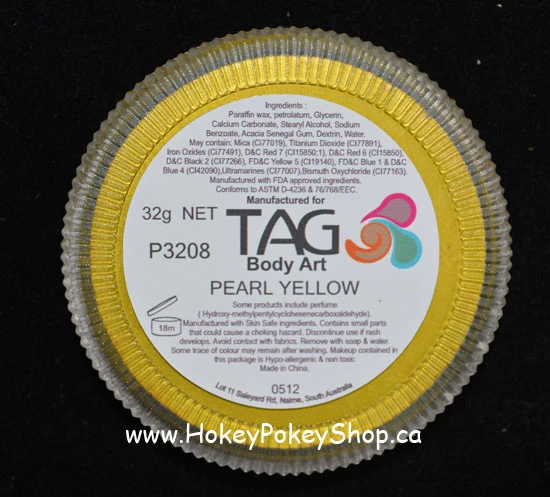 Ingredients :
Paraffin wax, petrolatum, Glycerin,
Calcium Carbonate, Stearyl Alcohol, Sodium
Benzoate, Acacia Senegal Gum, Dextrin, Water.
May contain: Mica (Ci77019), Titanium Dioxide (CI77891),
Iron Oxides (Ci77491), D&C Red 7 (CI15850:1), D&C Red 6 (CI15850),
D&C Black 2 (CI77266), FD&C Yellow 5 (CI19140), FD&C Blue 1 & D&C
Blue 4 (CI42090),Ultramarines (CI77007),Bismuth Oxychloride (CI77163).
Manufactured with FDA approved ingredients.
Conforms to ASTM D-4236 & 76/768/EEC.
Manufactured for
32g NET
P3208
TAG
Body Art
PEARL YELLOW
Some products include perfume
( Hydroxy-methylpentylcyclohexenecarboxaldehyde).
Manufactured with Skin Safe ingredients. Contains small parts
that could cause a choking hazard. Discontinue use if rash
develops. Avoid contact with fabrics. Remove with soap & water.
Some trace of colour may remain after washing. Makeup contained in
this package is Hypo-allergenic & non toxic
Made in China.
18m
0512
Lot 11 Saleyard Rd, Nairne, South Australia
www.HokeyPokeyShop.ca